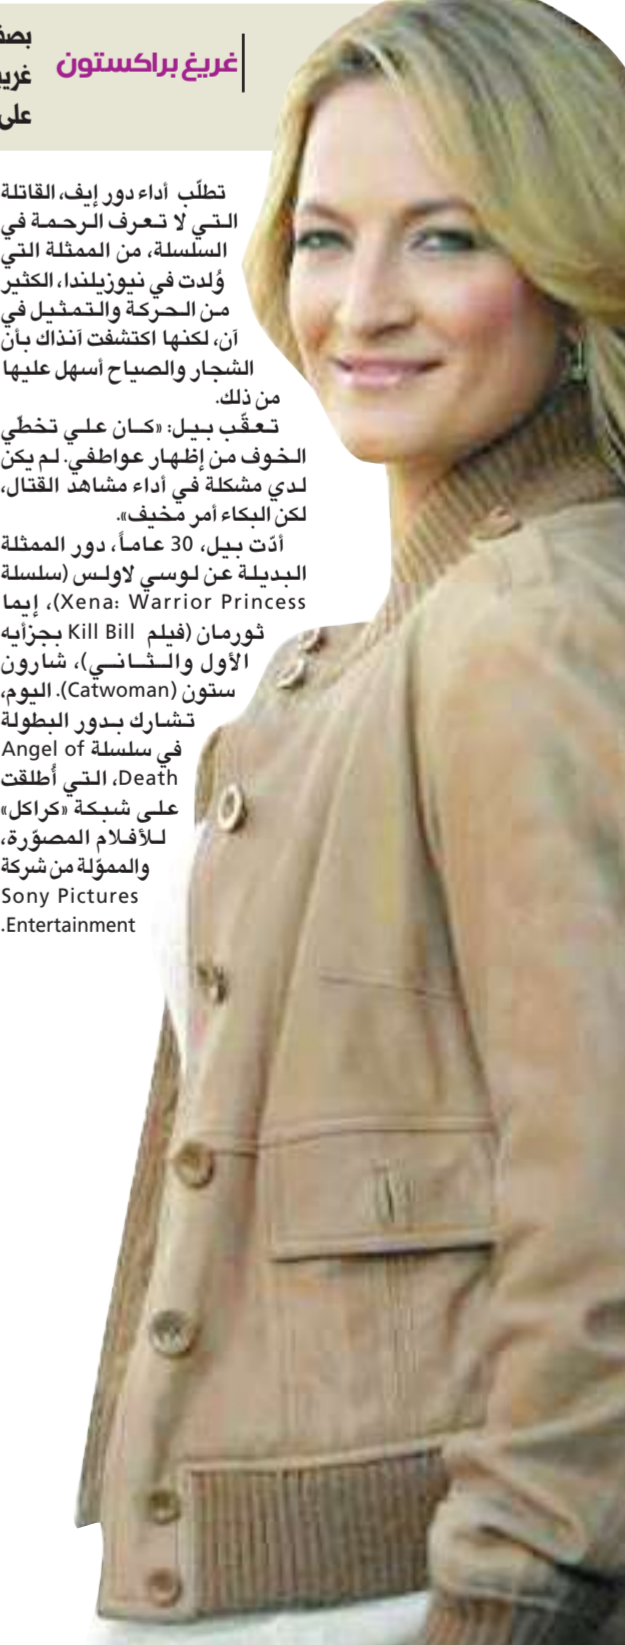 غريغ براكستون
على
تطلّب أداء دور إيف، القاتلة
التي لا تعرف الرحمة في
السلسلة، من الممثلة التي
وُلدت في نيوزيلندا، الكثير
من الحركة والتمثيل في
آن، لكنها اكتشفت آنذاك بأن
الشجار والصياح أسهل عليها
من ذلك.
تعقّب بيل: «كان علي تخطّي
الخوف من إظهار عواطفي. لم يكن
لدي مشكلة في أداء مشاهد القتال،
لكن البكاء أمر مخيف».
أدّت بيل، 30 عاماً، دور الممثلة
البديلة عن لوسي لاولس (سلسلة
Xena: Warrior Princess)، إيما
ثورمان (فيلم Kill Bill بجزأيه
الأول والثاني)، شارون
ستون (Catwoman). اليوم،
تشارك بدور البطولة
في سلسلة Angel of
Death، التي أُطلقت
على شبكة «كراكل»
للأفلام المصوّرة،
والمموّلة من شركة
Sony Pictures
Entertainment.